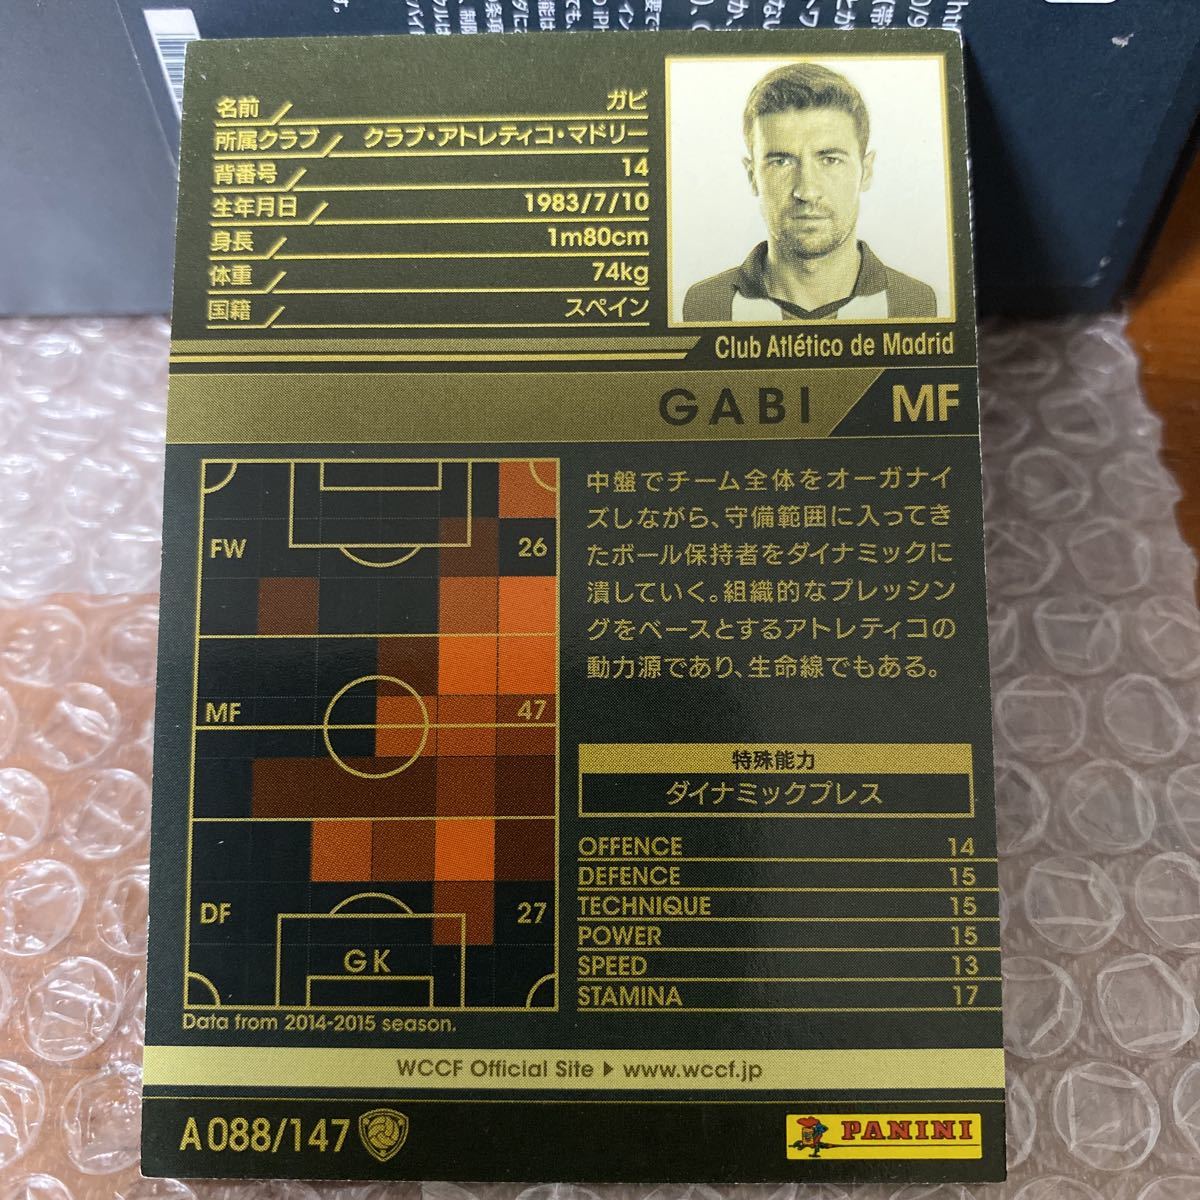 名前 ガビ
所属クラブ クラブ・アトレティコ・マドリー
背番号 14
生年月日 1983/7/10
身長 1m80cm
体重 74kg
国籍 スペイン
Club Atlético de Madrid
GABI MF
FW 26
MF 47
DF 27
GK
Data from 2014-2015 season.
中盤でチーム全体をオーガナイ
ズしながら、守備範囲に入ってき
たボール保持者をダイナミックに
潰していく。組織的なプレッシン
グをベースとするアトレティコの
動力源であり、生命線でもある。
特殊能力
ダイナミックプレス
OFFENCE 14
DEFENCE 15
TECHNIQUE 15
POWER 15
SPEED 13
STAMINA 17
WCCF Official Site ▶ www.wccf.jp
A088/147
PANINI